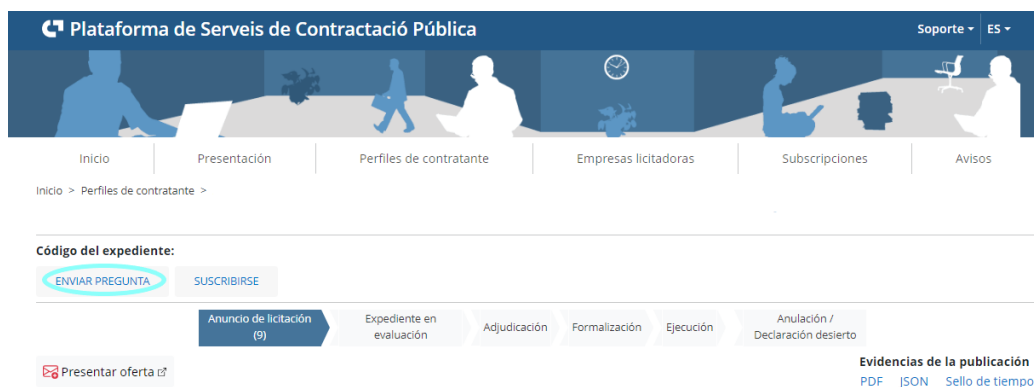 Plataforma de Serveis de Contractació Pública
Soporte ES
Inicio Presentación Perfiles de contratante Empresas licitadoras Subscripciones Avisos
Inicio > Perfiles de contratante >
Código del expediente:
ENVIAR PREGUNTA SUSCRIBIRSE
Anuncio de licitación (9)
Expediente en evaluación
Adjudicación
Formalización
Ejecución
Anulación / Declaración desierto
Presentar oferta
Evidencias de la publicación
PDF JSON Sello de tiempo